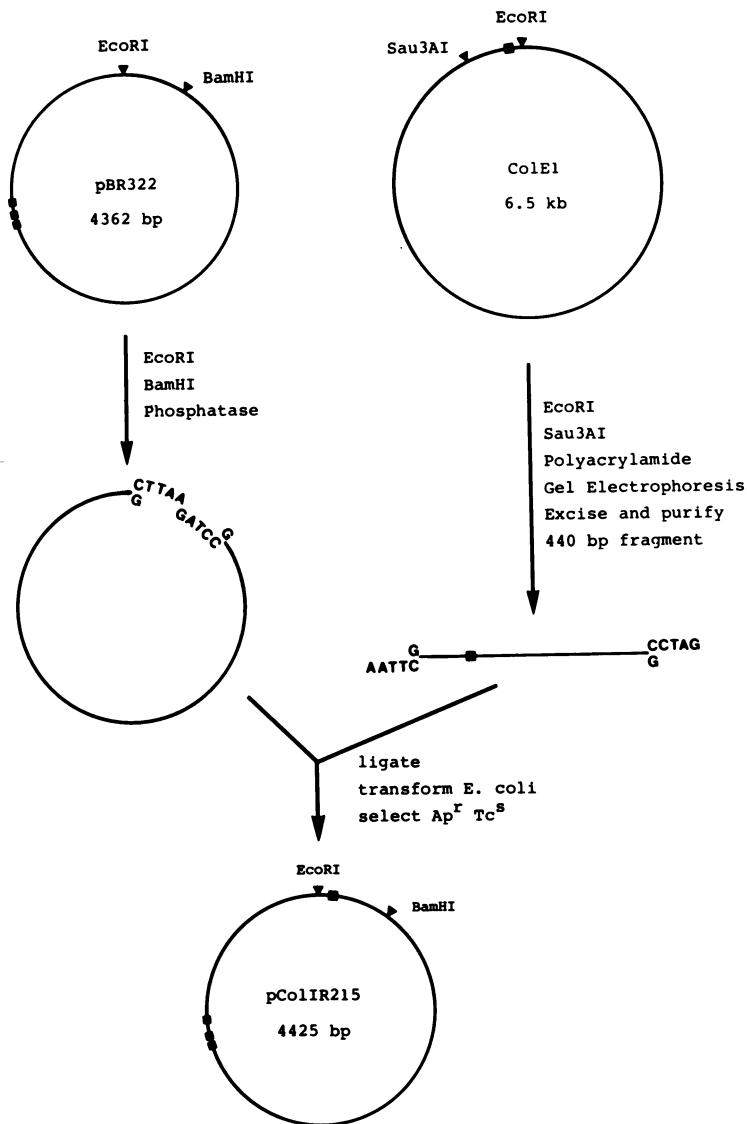 EcoRI
BamHI
pBR322
4362 bp
EcoRI
Sau3AI
ColE1
6.5 kb
EcoRI
BamHI
Phosphatase
EcoRI
Sau3AI
Polyacrylamide
Gel Electrophoresis
Excise and purify
440 bp fragment
CTTAA
G
GATCC
G
G
AATTC
CCTAG
G
ligate
transform E. coli
select Apʳ Tcˢ
EcoRI
BamHI
pColIR215
4425 bp